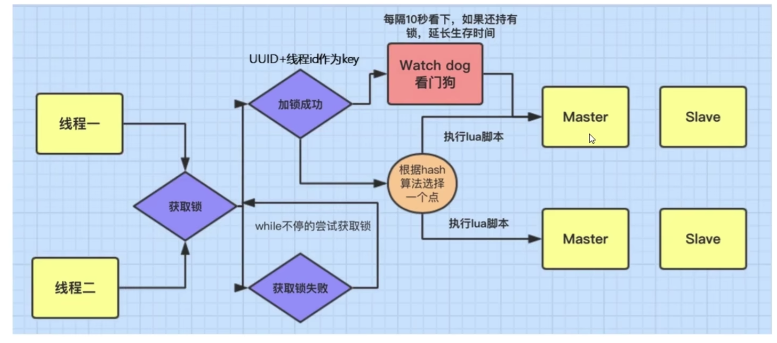 每隔10秒看下，如果还持有
锁，延长生存时间
UUID+线程id作为key
Watch dog
看门狗
线程一
加锁成功
Master
Slave
执行lua脚本
根据hash
算法选择
一个点
获取锁
while不停的尝试获取锁
执行lua脚本
Master
Slave
线程二
获取锁失败